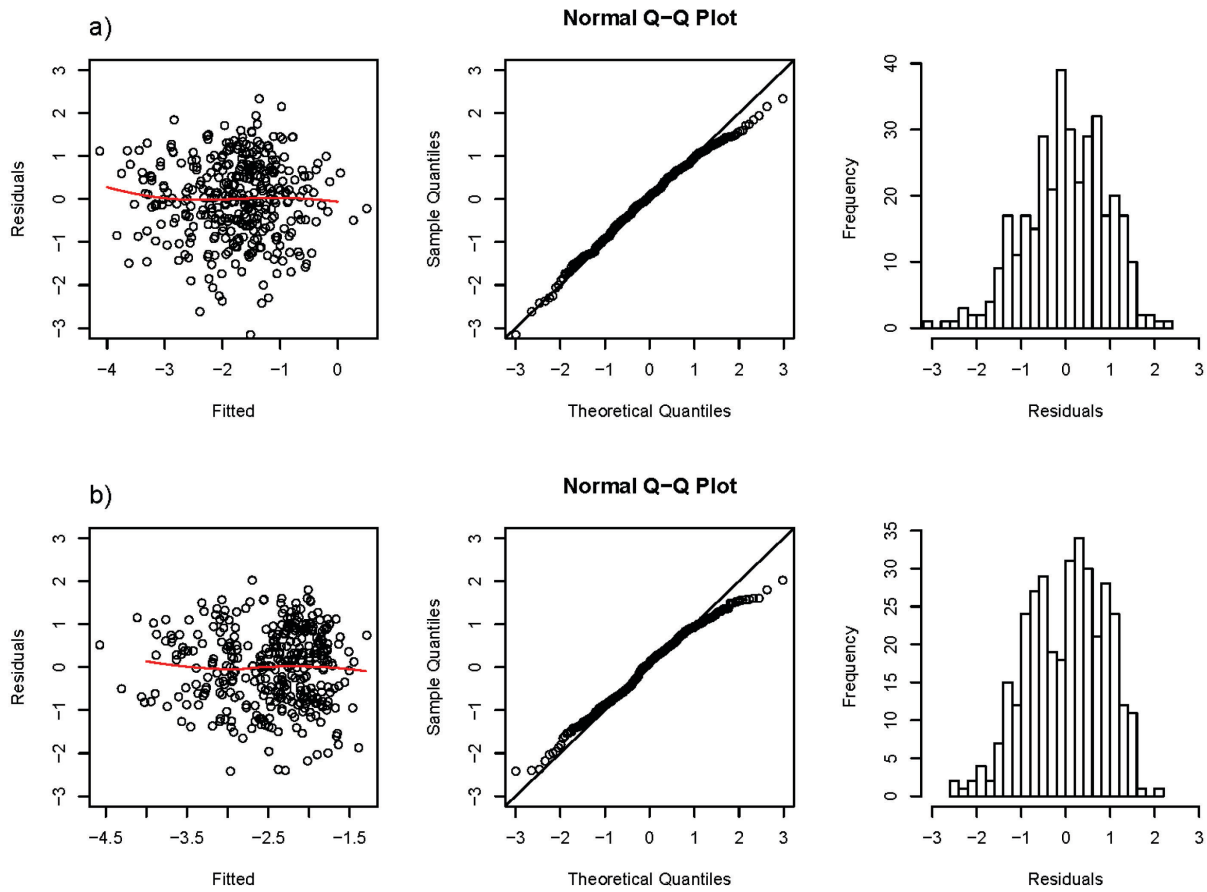 a)
Normal Q−Q Plot
3
2
1
0
−1
−2
−3
Residuals
−4 −3 −2 −1 0
Fitted
3
2
1
0
−1
−2
−3
Sample Quantiles
−3 −2 −1 0 1 2 3
Theoretical Quantiles
40
30
20
10
0
Frequency
−3 −2 −1 0 1 2 3
Residuals
b)
Normal Q−Q Plot
3
2
1
0
−1
−2
−3
Residuals
−4.5 −3.5 −2.5 −1.5
Fitted
3
2
1
0
−1
−2
−3
Sample Quantiles
−3 −2 −1 0 1 2 3
Theoretical Quantiles
35
30
25
20
15
10
5
0
Frequency
−3 −2 −1 0 1 2 3
Residuals